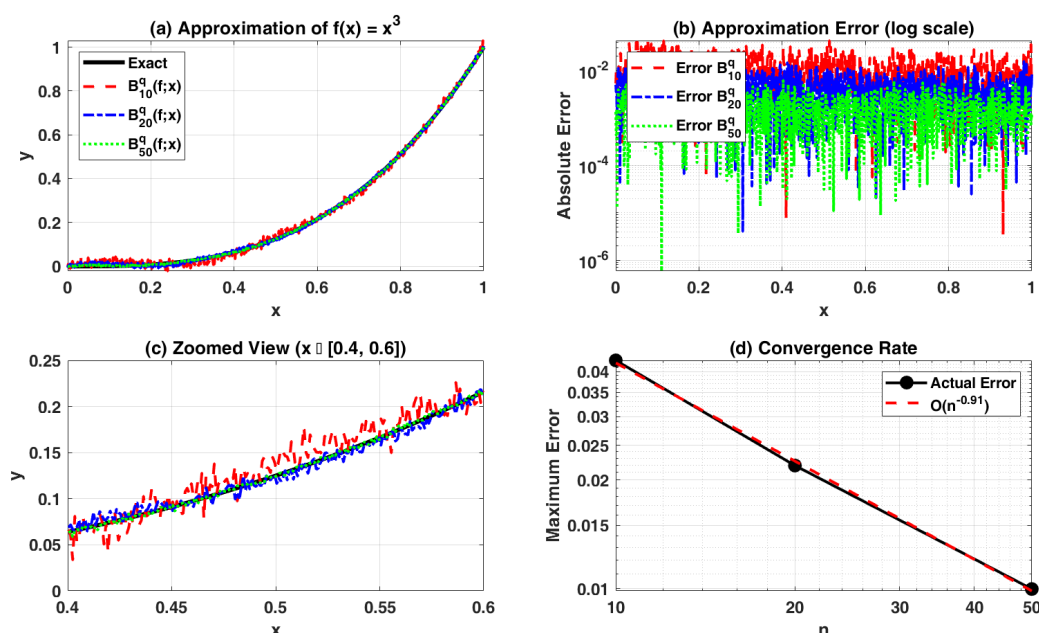 (a) Approximation of f(x) = x³
y
1
0.8
0.6
0.4
0.2
0
Exact
B^q_10(f;x)
B^q_20(f;x)
B^q_50(f;x)
0 0.2 0.4 0.6 0.8 1
x
(b) Approximation Error (log scale)
Absolute Error
10⁻²
10⁻⁴
10⁻⁶
Error B^q_10
Error B^q_20
Error B^q_50
0 0.2 0.4 0.6 0.8 1
x
(c) Zoomed View (x ▯ [0.4, 0.6])
y
0.25
0.2
0.15
0.1
0.05
0
0.4 0.45 0.5 0.55 0.6
x
(d) Convergence Rate
Maximum Error
0.04
0.035
0.03
0.025
0.02
0.015
0.01
Actual Error
O(n^-0.91)
10 20 30 40 50
n